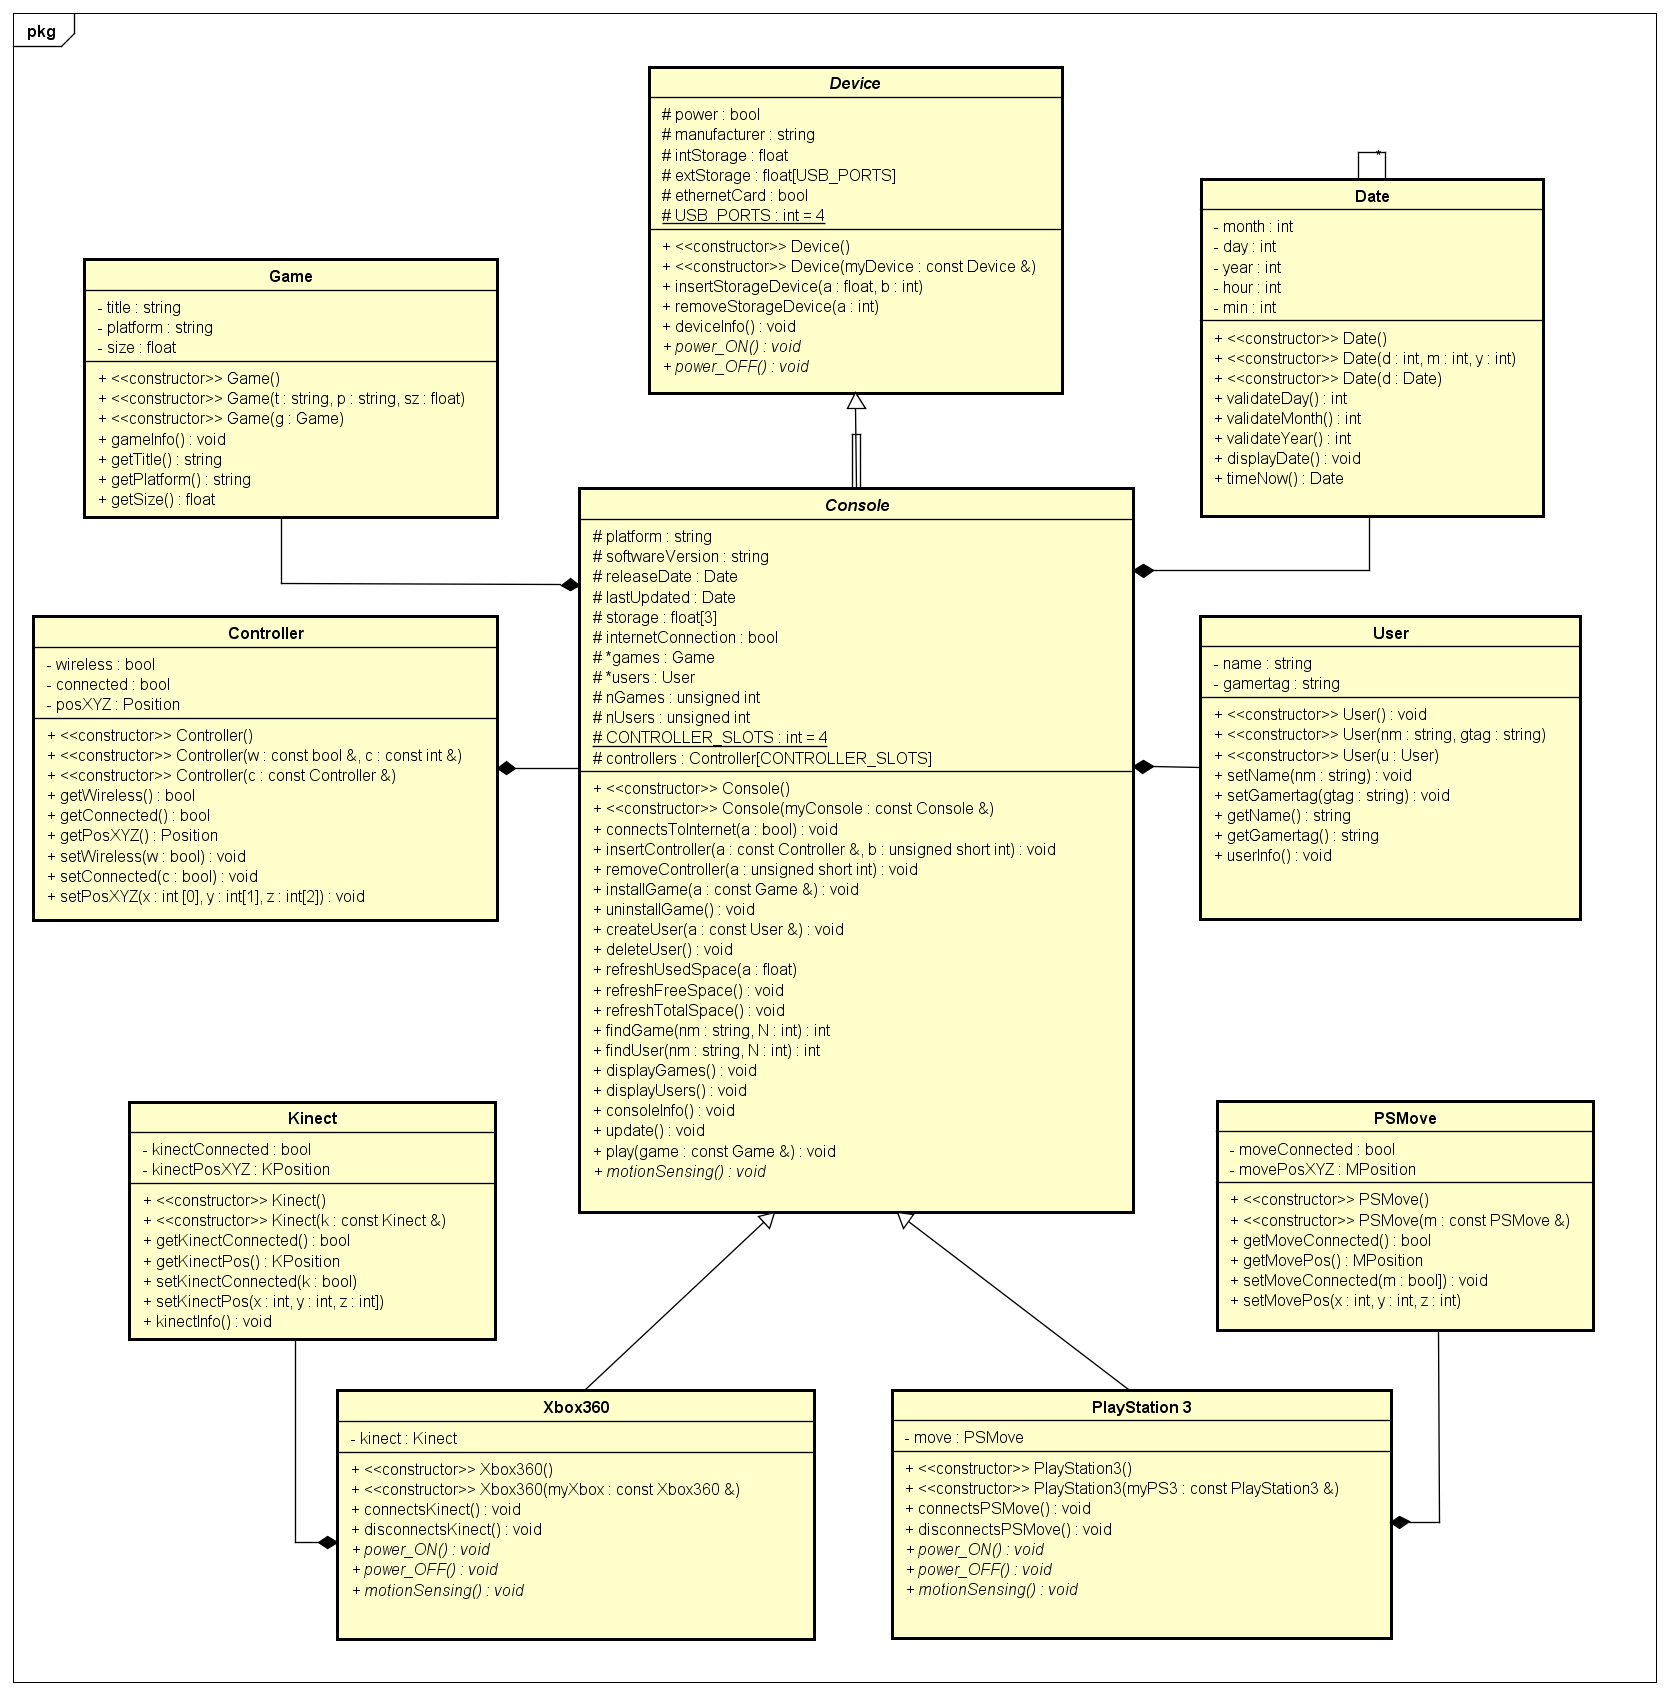 pkg
Device
# power : bool
# manufacturer : string
# intStorage : float
# extStorage : float[USB_PORTS]
# ethernetCard : bool
# USB_PORTS : int = 4
+ <<constructor>> Device()
+ <<constructor>> Device(myDevice : const Device &)
+ insertStorageDevice(a : float, b : int)
+ removeStorageDevice(a : int)
+ deviceInfo() : void
+ power_ON() : void
+ power_OFF() : void
*
Date
- month : int
- day : int
- year : int
- hour : int
- min : int
+ <<constructor>> Date()
+ <<constructor>> Date(d : int, m : int, y : int)
+ <<constructor>> Date(d : Date)
+ validateDay() : int
+ validateMonth() : int
+ validateYear() : int
+ displayDate() : void
+ timeNow() : Date
Game
- title : string
- platform : string
- size : float
+ <<constructor>> Game()
+ <<constructor>> Game(t : string, p : string, sz : float)
+ <<constructor>> Game(g : Game)
+ gameInfo() : void
+ getTitle() : string
+ getPlatform() : string
+ getSize() : float
Console
# platform : string
# softwareVersion : string
# releaseDate : Date
# lastUpdated : Date
# storage : float[3]
# internetConnection : bool
# *games : Game
# *users : User
# nGames : unsigned int
# nUsers : unsigned int
# CONTROLLER_SLOTS : int = 4
# controllers : Controller[CONTROLLER_SLOTS]
+ <<constructor>> Console()
+ <<constructor>> Console(myConsole : const Console &)
+ connectsToInternet(a : bool) : void
+ insertController(a : const Controller &, b : unsigned short int) : void
+ removeController(a : unsigned short int) : void
+ installGame(a : const Game &) : void
+ uninstallGame() : void
+ createUser(a : const User &) : void
+ deleteUser() : void
+ refreshUsedSpace(a : float)
+ refreshFreeSpace() : void
+ refreshTotalSpace() : void
+ findGame(nm : string, N : int) : int
+ findUser(nm : string, N : int) : int
+ displayGames() : void
+ displayUsers() : void
+ consoleInfo() : void
+ update() : void
+ play(game : const Game &) : void
+ motionSensing() : void
Controller
- wireless : bool
- connected : bool
- posXYZ : Position
+ <<constructor>> Controller()
+ <<constructor>> Controller(w : const bool &, c : const int &)
+ <<constructor>> Controller(c : const Controller &)
+ getWireless() : bool
+ getConnected() : bool
+ getPosXYZ() : Position
+ setWireless(w : bool) : void
+ setConnected(c : bool) : void
+ setPosXYZ(x : int [0], y : int[1], z : int[2]) : void
User
- name : string
- gamertag : string
+ <<constructor>> User() : void
+ <<constructor>> User(nm : string, gtag : string)
+ <<constructor>> User(u : User)
+ setName(nm : string) : void
+ setGamertag(gtag : string) : void
+ getName() : string
+ getGamertag() : string
+ userInfo() : void
Kinect
- kinectConnected : bool
- kinectPosXYZ : KPosition
+ <<constructor>> Kinect()
+ <<constructor>> Kinect(k : const Kinect &)
+ getKinectConnected() : bool
+ getKinectPos() : KPosition
+ setKinectConnected(k : bool)
+ setKinectPos(x : int, y : int, z : int])
+ kinectInfo() : void
PSMove
- moveConnected : bool
- movePosXYZ : MPosition
+ <<constructor>> PSMove()
+ <<constructor>> PSMove(m : const PSMove &)
+ getMoveConnected() : bool
+ getMovePos() : MPosition
+ setMoveConnected(m : bool]) : void
+ setMovePos(x : int, y : int, z : int)
Xbox360
- kinect : Kinect
+ <<constructor>> Xbox360()
+ <<constructor>> Xbox360(myXbox : const Xbox360 &)
+ connectsKinect() : void
+ disconnectsKinect() : void
+ power_ON() : void
+ power_OFF() : void
+ motionSensing() : void
PlayStation 3
- move : PSMove
+ <<constructor>> PlayStation3()
+ <<constructor>> PlayStation3(myPS3 : const PlayStation3 &)
+ connectsPSMove() : void
+ disconnectsPSMove() : void
+ power_ON() : void
+ power_OFF() : void
+ motionSensing() : void